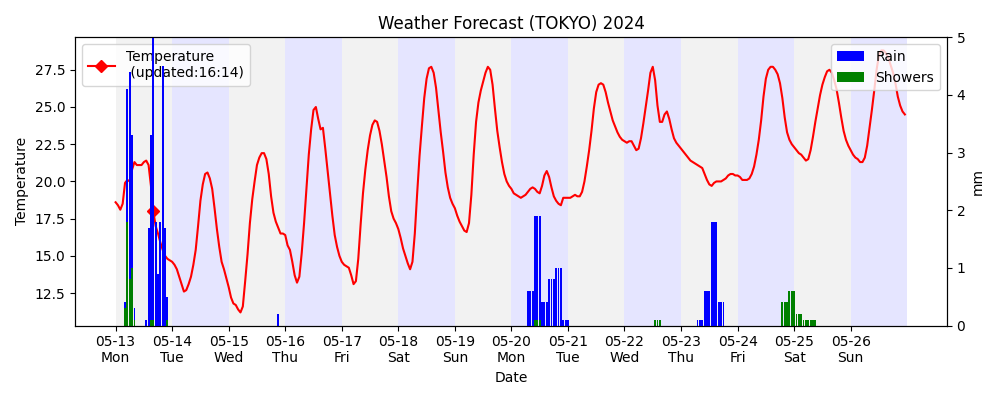 Weather Forecast (TOKYO) 2024
Temperature
(updated:16:14)
Rain
Showers
Temperature
27.5
25.0
22.5
20.0
17.5
15.0
12.5
5
4
3
2
1
0
mm
05-13 05-14 05-15 05-16 05-17 05-18 05-19 05-20 05-21 05-22 05-23 05-24 05-25 05-26
Mon Tue Wed Thu Fri Sat Sun Mon Tue Wed Thu Fri Sat Sun
Date